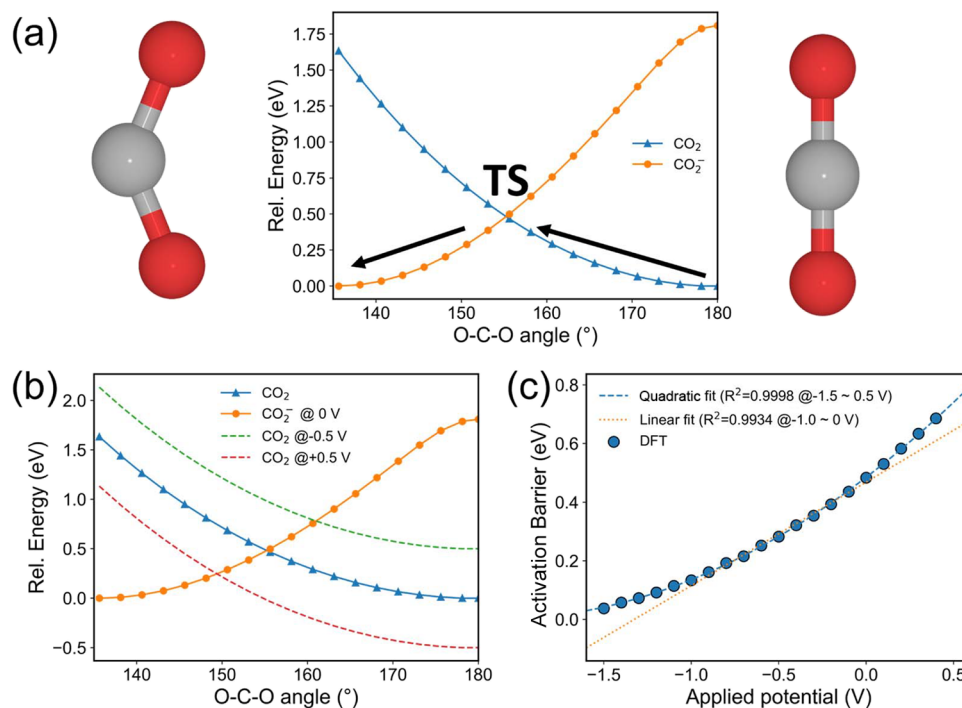 (a)
Rel. Energy (eV)
1.75
1.50
1.25
1.00
0.75
0.50
0.25
0.00
TS
CO₂
CO₂⁻
140 150 160 170 180
O-C-O angle (°)
(b)
Rel. Energy (eV)
2.0
1.5
1.0
0.5
0.0
−0.5
CO₂
CO₂⁻ @ 0 V
CO₂ @-0.5 V
CO₂ @+0.5 V
140 150 160 170 180
O-C-O angle (°)
(c)
Activation Barrier (eV)
0.8
0.6
0.4
0.2
0.0
Quadratic fit (R²=0.9998 @-1.5 ~ 0.5 V)
Linear fit (R²=0.9934 @-1.0 ~ 0 V)
DFT
−1.5 −1.0 −0.5 0.0 0.5
Applied potential (V)